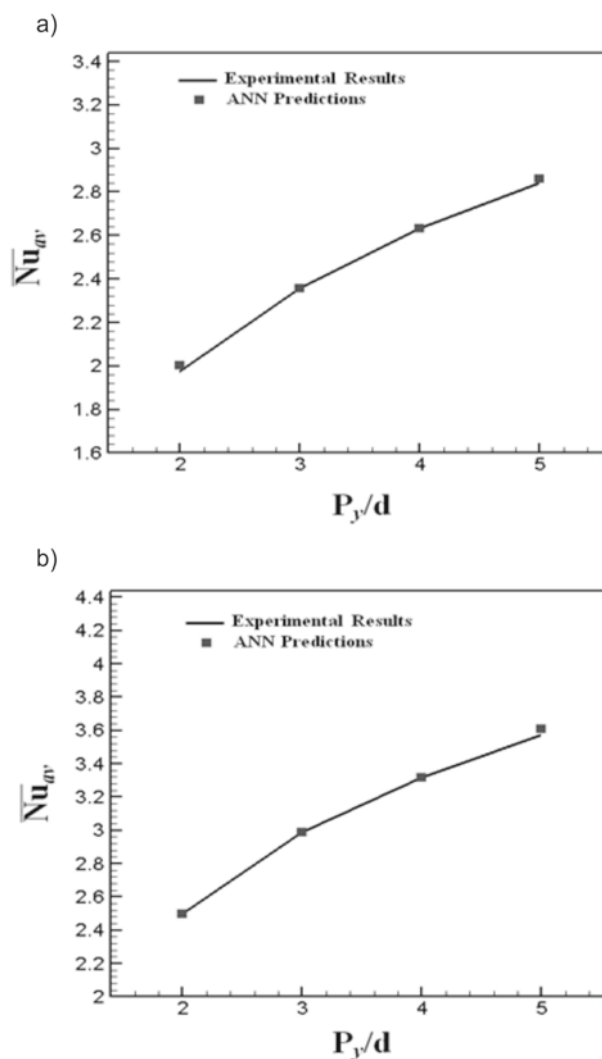 a)
3.4
Experimental Results
3.2
ANN Predictions
3
2.8
2.6
N̅u̅av
2.4
2.2
2
1.8
1.6
2 3 4 5
Py/d
b)
4.4
4.2
Experimental Results
ANN Predictions
4
3.8
3.6
3.4
N̅u̅av
3.2
3
2.8
2.6
2.4
2.2
2
2 3 4 5
Py/d